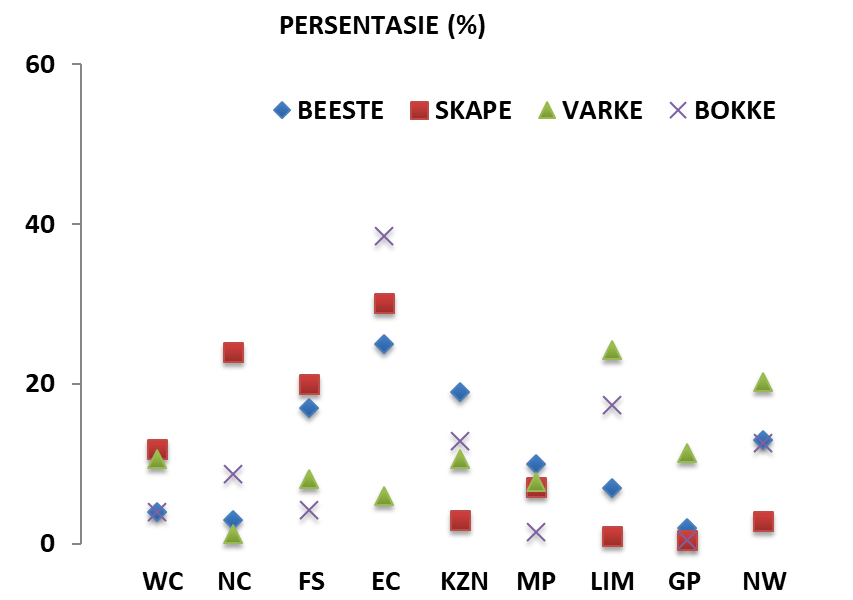 PERSENTASIE (%)
60
BEESTE SKAPE VARKE BOKKE
40
20
0
WC NC FS EC KZN MP LIM GP NW